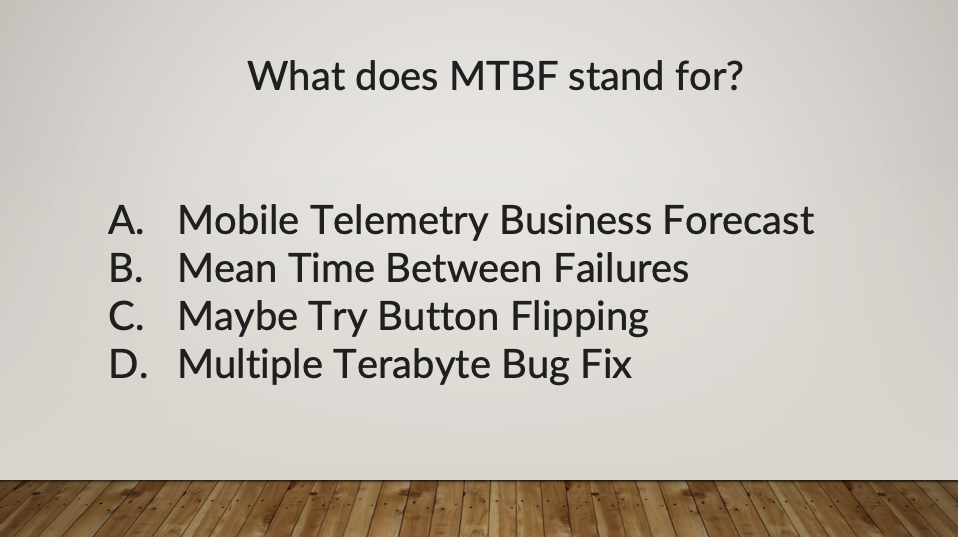 What does MTBF stand for?
A. Mobile Telemetry Business Forecast
B. Mean Time Between Failures
C. Maybe Try Button Flipping
D. Multiple Terabyte Bug Fix